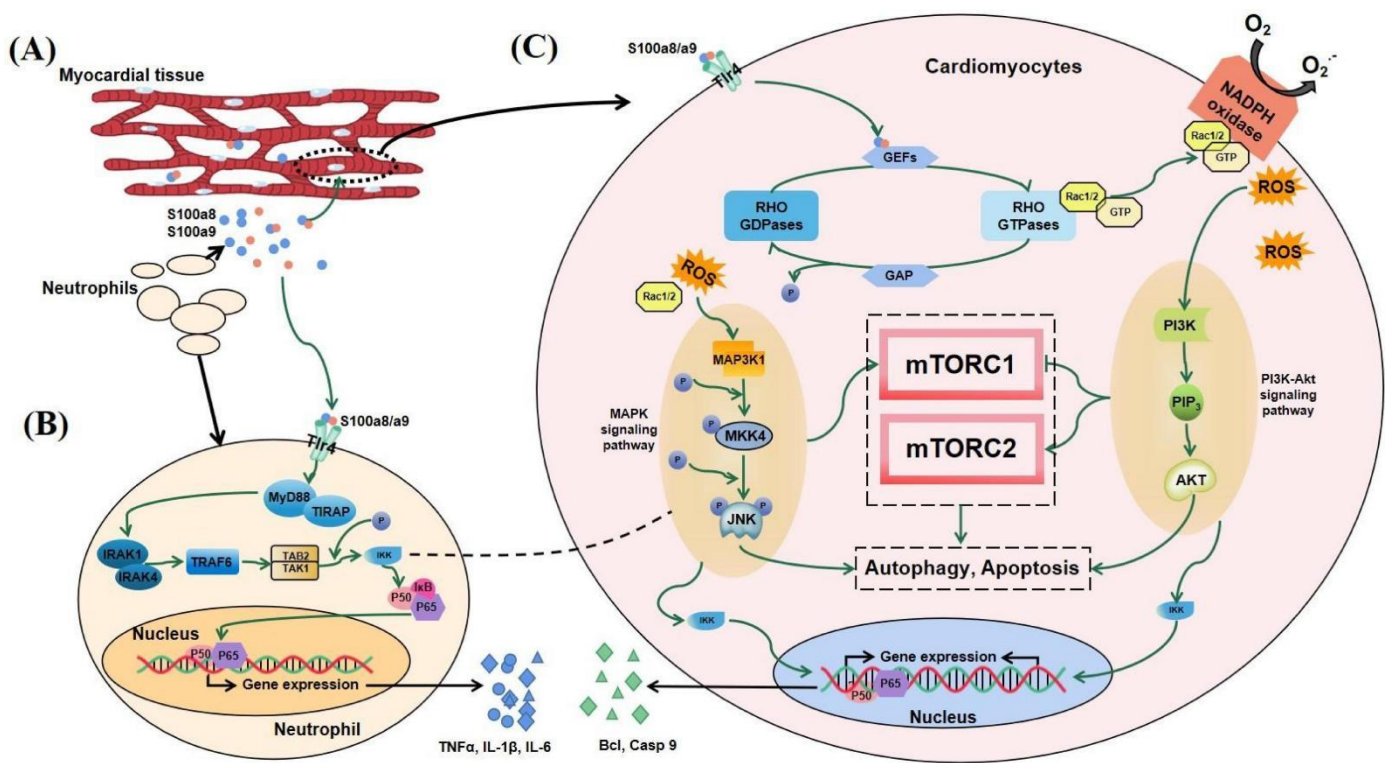 (A)
Myocardial tissue
S100a8
S100a9
Neutrophils
(B)
S100a8/a9
Tlr4
MyD88
TIRAP
P
IRAK1
IRAK4
TRAF6
TAB2
TAK1
IKK
IκB
P50
P65
Nucleus
P50
P65
Gene expression
Neutrophil
TNFα, IL-1β, IL-6
Bcl, Casp 9
(C)
S100a8/a9
Tlr4
Cardiomyocytes
O2
O2·-
NADPH
oxidase
Rac1/2
GTP
GEFs
RHO
GDPases
RHO
GTPases
Rac1/2
GTP
GAP
P
ROS
ROS
ROS
Rac1/2
MAP3K1
P
MKK4
P
P
P
P
JNK
MAPK
signaling
pathway
mTORC1
mTORC2
PI3K
PIP3
AKT
PI3K-Akt
signaling
pathway
Autophagy, Apoptosis
IKK
IKK
Gene expression
P50
P65
Nucleus